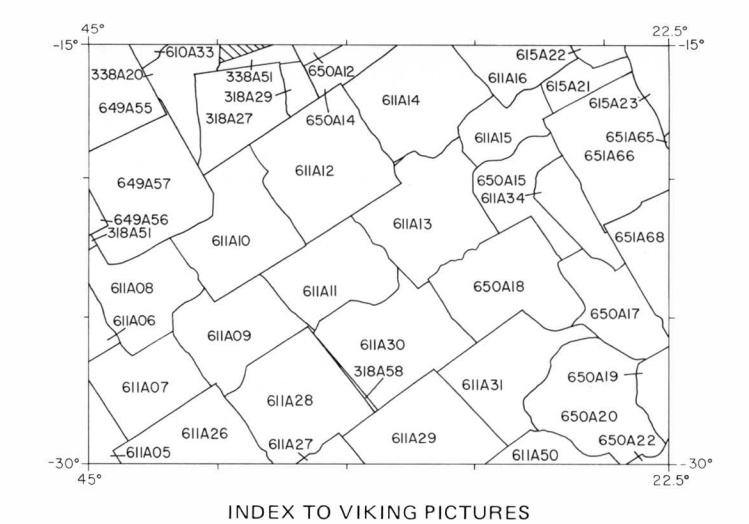 45° 22.5°
-15° -15°
610A33 615A22
338A20 338A51 650A12 611A16
318A29 611A14 615A21
649A55 318A27 650A14 615A23
611A15 651A65
651A66
611A12
649A57 650A15
611A34
649A56 611A13
318A51 611A10 651A68
611A08 611A11 650A18
611A06 650A17
611A09 611A30
318A58
611A07 611A28 611A31 650A19
650A20
611A26 611A27 611A29 650A22
611A05 611A50
-30° -30°
45° 22.5°
INDEX TO VIKING PICTURES